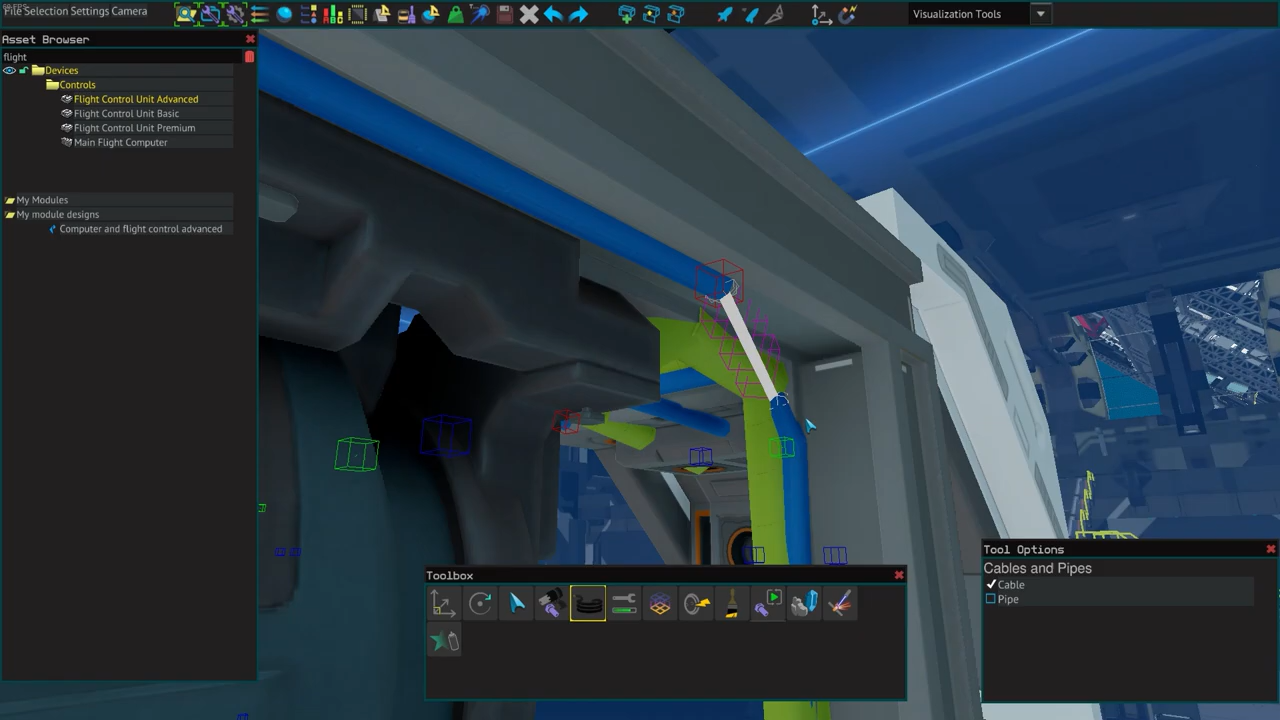 File Selection Settings Camera
Visualization Tools
Asset Browser
flight
Devices
Controls
Flight Control Unit Advanced
Flight Control Unit Basic
Flight Control Unit Premium
Main Flight Computer
My Modules
My module designs
Computer and flight control advanced
Toolbox
Tool Options
Cables and Pipes
Cable
Pipe